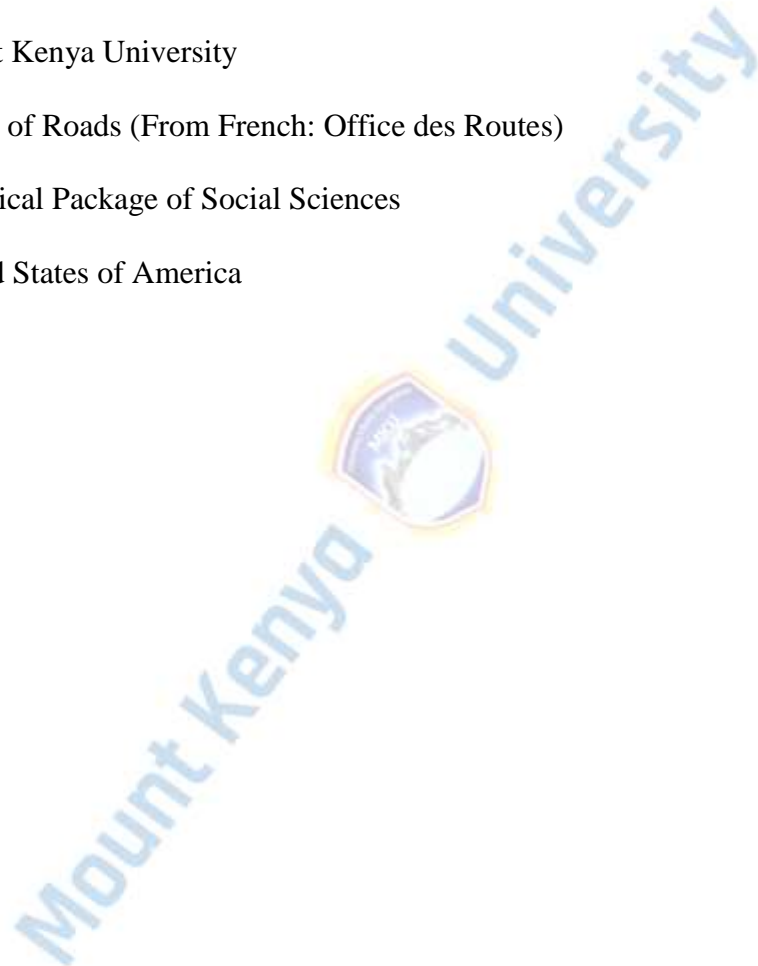 Kenya University
of Roads (From French: Office des Routes)
Package of Social Sciences
States of America
Mount Kenya University